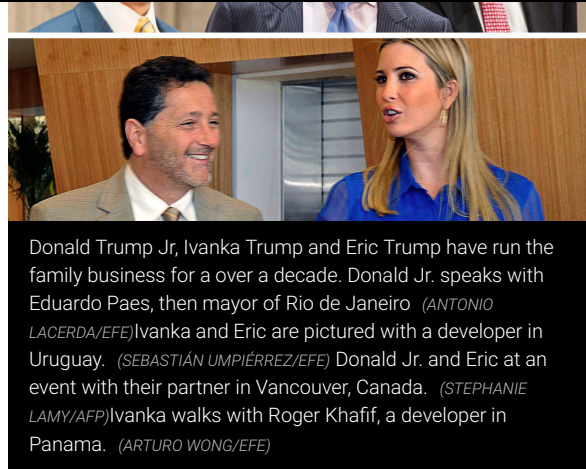 Donald Trump Jr, Ivanka Trump and Eric Trump have run the
family business for a over a decade. Donald Jr. speaks with
Eduardo Paes, then mayor of Rio de Janeiro (ANTONIO
LACERDA/EFE)Ivanka and Eric are pictured with a developer in
Uruguay. (SEBASTIÁN UMPIÉRREZ/EFE) Donald Jr. and Eric at an
event with their partner in Vancouver, Canada. (STEPHANIE
LAMY/AFP)Ivanka walks with Roger Khafif, a developer in
Panama. (ARTURO WONG/EFE)